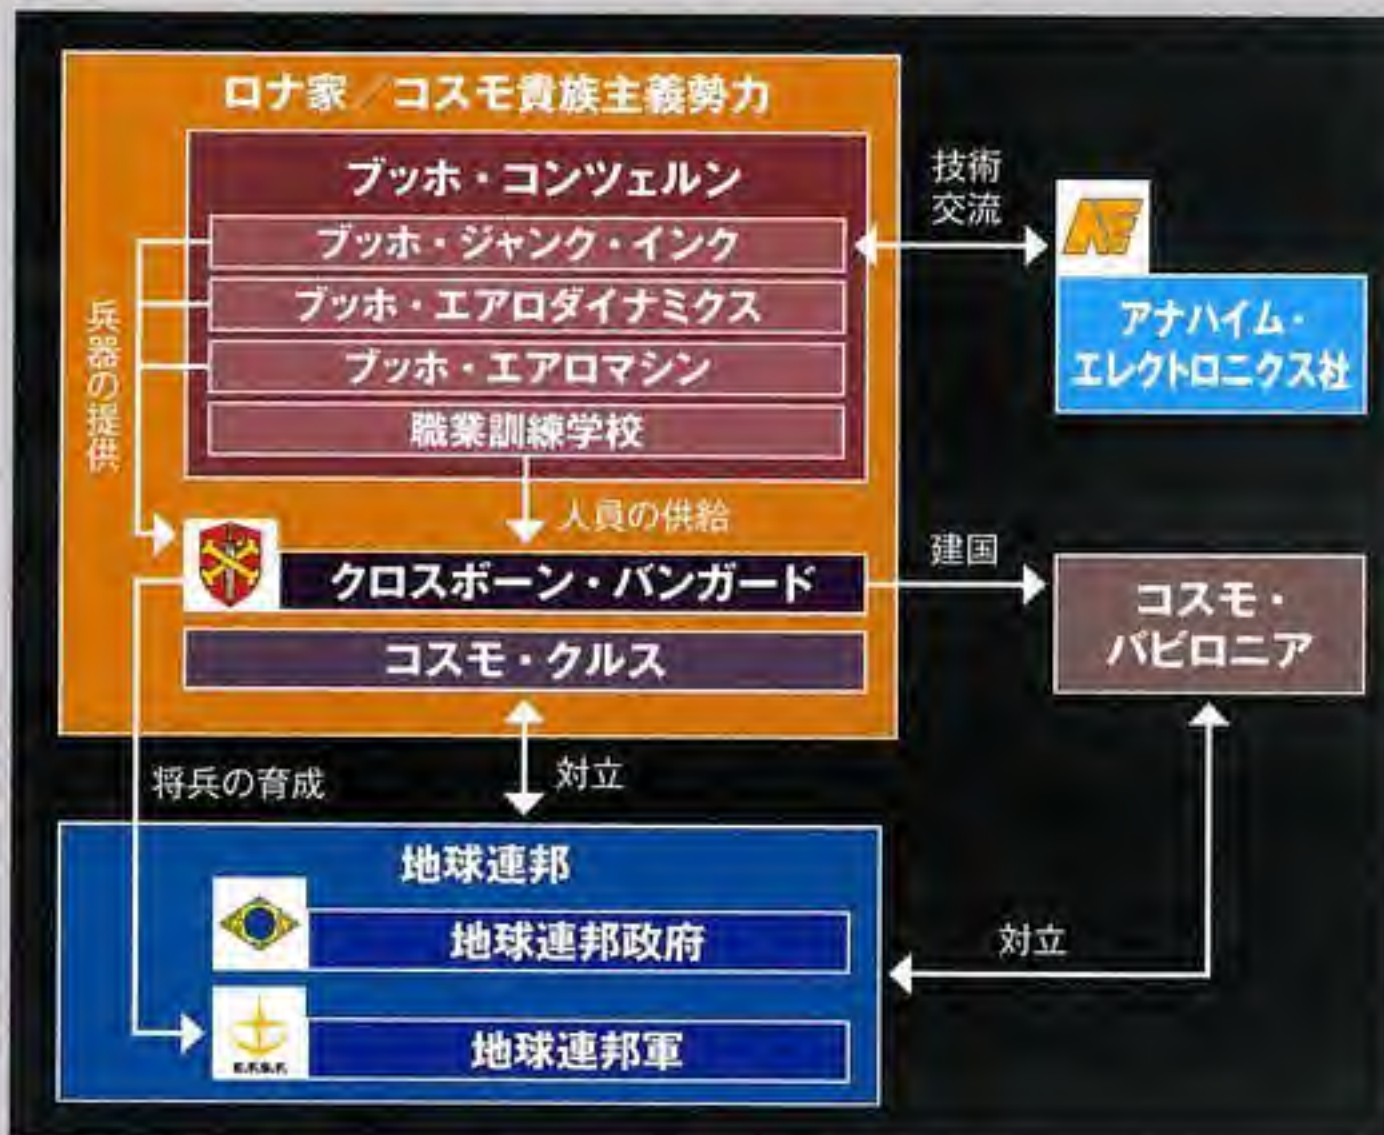 ロナ家／コスモ貴族主義勢力
ブッホ・コンツェルン
ブッホ・ジャンク・インク
ブッホ・エアロダイナミクス
ブッホ・エアロマシン
職業訓練学校
兵器の提供
人員の供給
クロスボーン・バンガード
コスモ・クルス
技術
交流
アナハイム・
エレクトロニクス社
建国
コスモ・
バビロニア
将兵の育成
対立
地球連邦
地球連邦政府
地球連邦軍
E.F.S.F.
対立